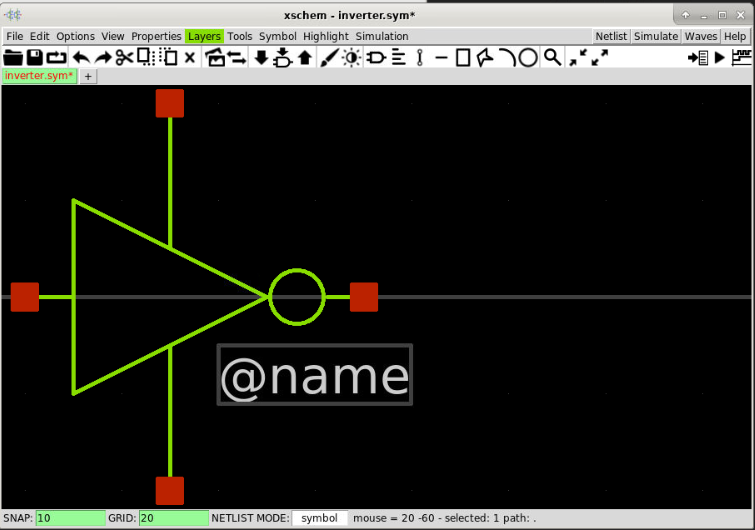 xschem - inverter.sym*
File Edit Options View Properties Layers Tools Symbol Highlight Simulation Netlist Simulate Waves Help
inverter.sym* +
@name
SNAP: 10 GRID: 20 NETLIST MODE: symbol mouse = 20 -60 - selected: 1 path: .